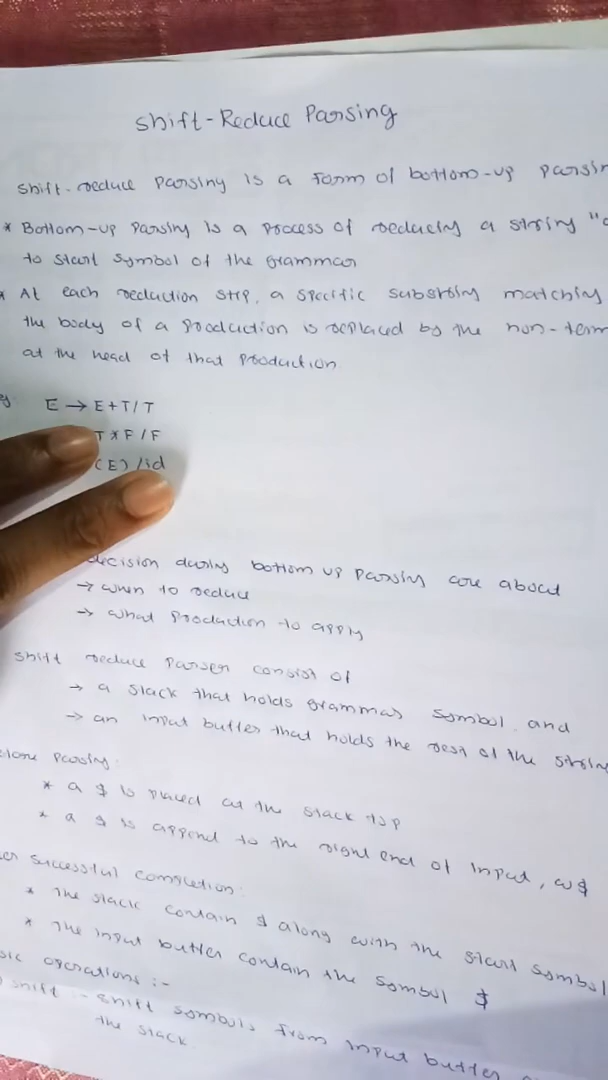 Shift-Reduce Parsing
Shift-reduce Parsing is a form of bottom-up parsin
* Bottom-up Parsing is a process of reducing a string "
to start symbol of the grammar
* At each reduction step, a specific substring matching
the body of a production is replaced by the non-term
at the head of that production
E → E+T/T
T*F/F
(E)/id
decision during bottom up parsing are about
→ when to reduce
→ what production to apply
shift reduce parser consist of
→ a stack that holds grammar symbol and
→ an input buffer that holds the rest of the string
parsing:
* a $ is placed at the stack top
* a $ is append to the right end of input, w$
successful completion:
* The stack contain $ along with the start symbol
* The input buffer contain the symbol $
operations :-
shift :- shift symbols from input buffer
the stack